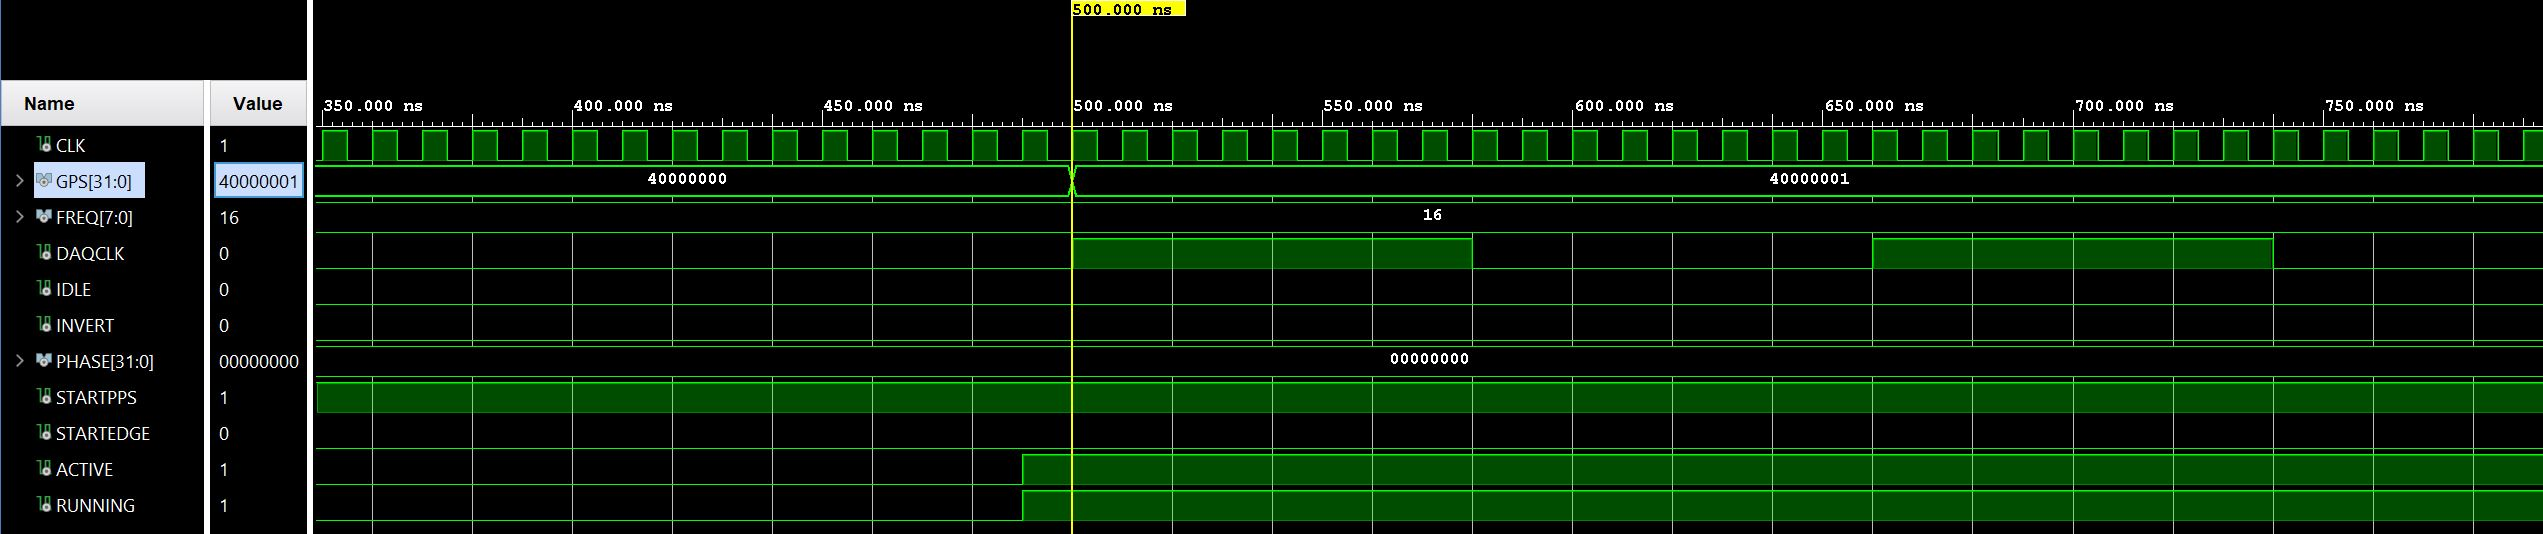 500.000 ns
Name Value 350.000 ns 400.000 ns 450.000 ns 500.000 ns 550.000 ns 600.000 ns 650.000 ns 700.000 ns 750.000 ns
CLK 1
GPS[31:0] 40000001 40000000 40000001
FREQ[7:0] 16 16
DAQCLK 0
IDLE 0
INVERT 0
PHASE[31:0] 00000000 00000000
STARTPPS 1
STARTEDGE 0
ACTIVE 1
RUNNING 1